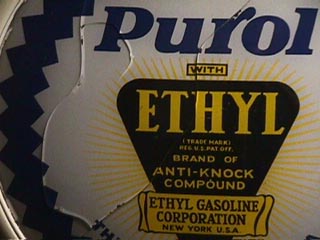 Purol
WITH
ETHYL
(TRADE MARK)
REG. U.S. PAT. OFF.
BRAND OF
ANTI-KNOCK
COMPOUND
ETHYL GASOLINE
CORPORATION
NEW YORK U.S.A.